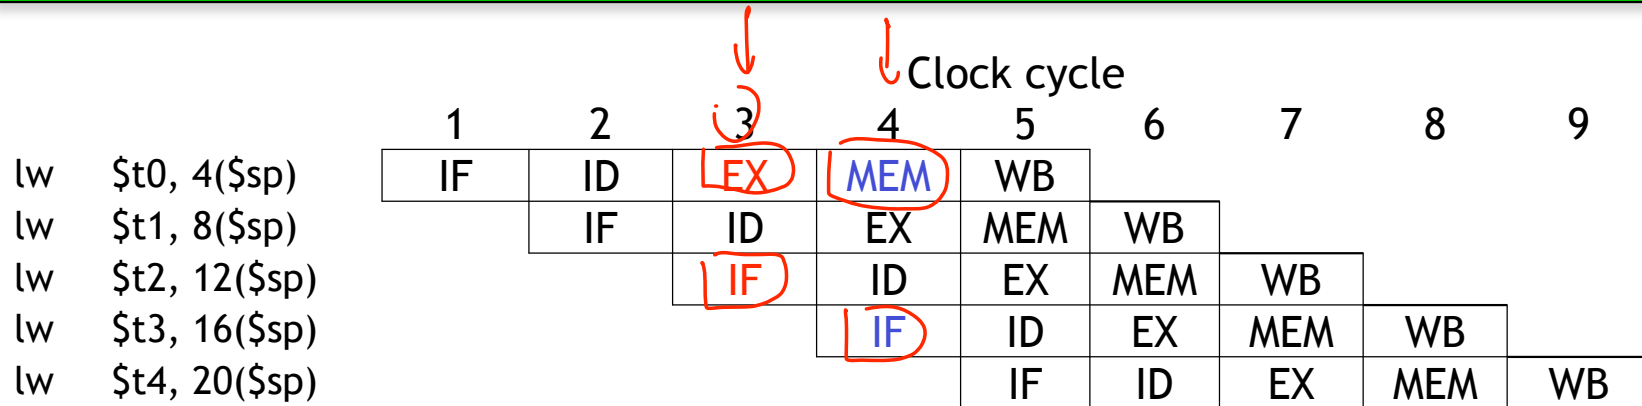 Clock cycle
1 2 3 4 5 6 7 8 9
lw $t0, 4($sp) IF ID EX MEM WB
lw $t1, 8($sp) IF ID EX MEM WB
lw $t2, 12($sp) IF ID EX MEM WB
lw $t3, 16($sp) IF ID EX MEM WB
lw $t4, 20($sp) IF ID EX MEM WB